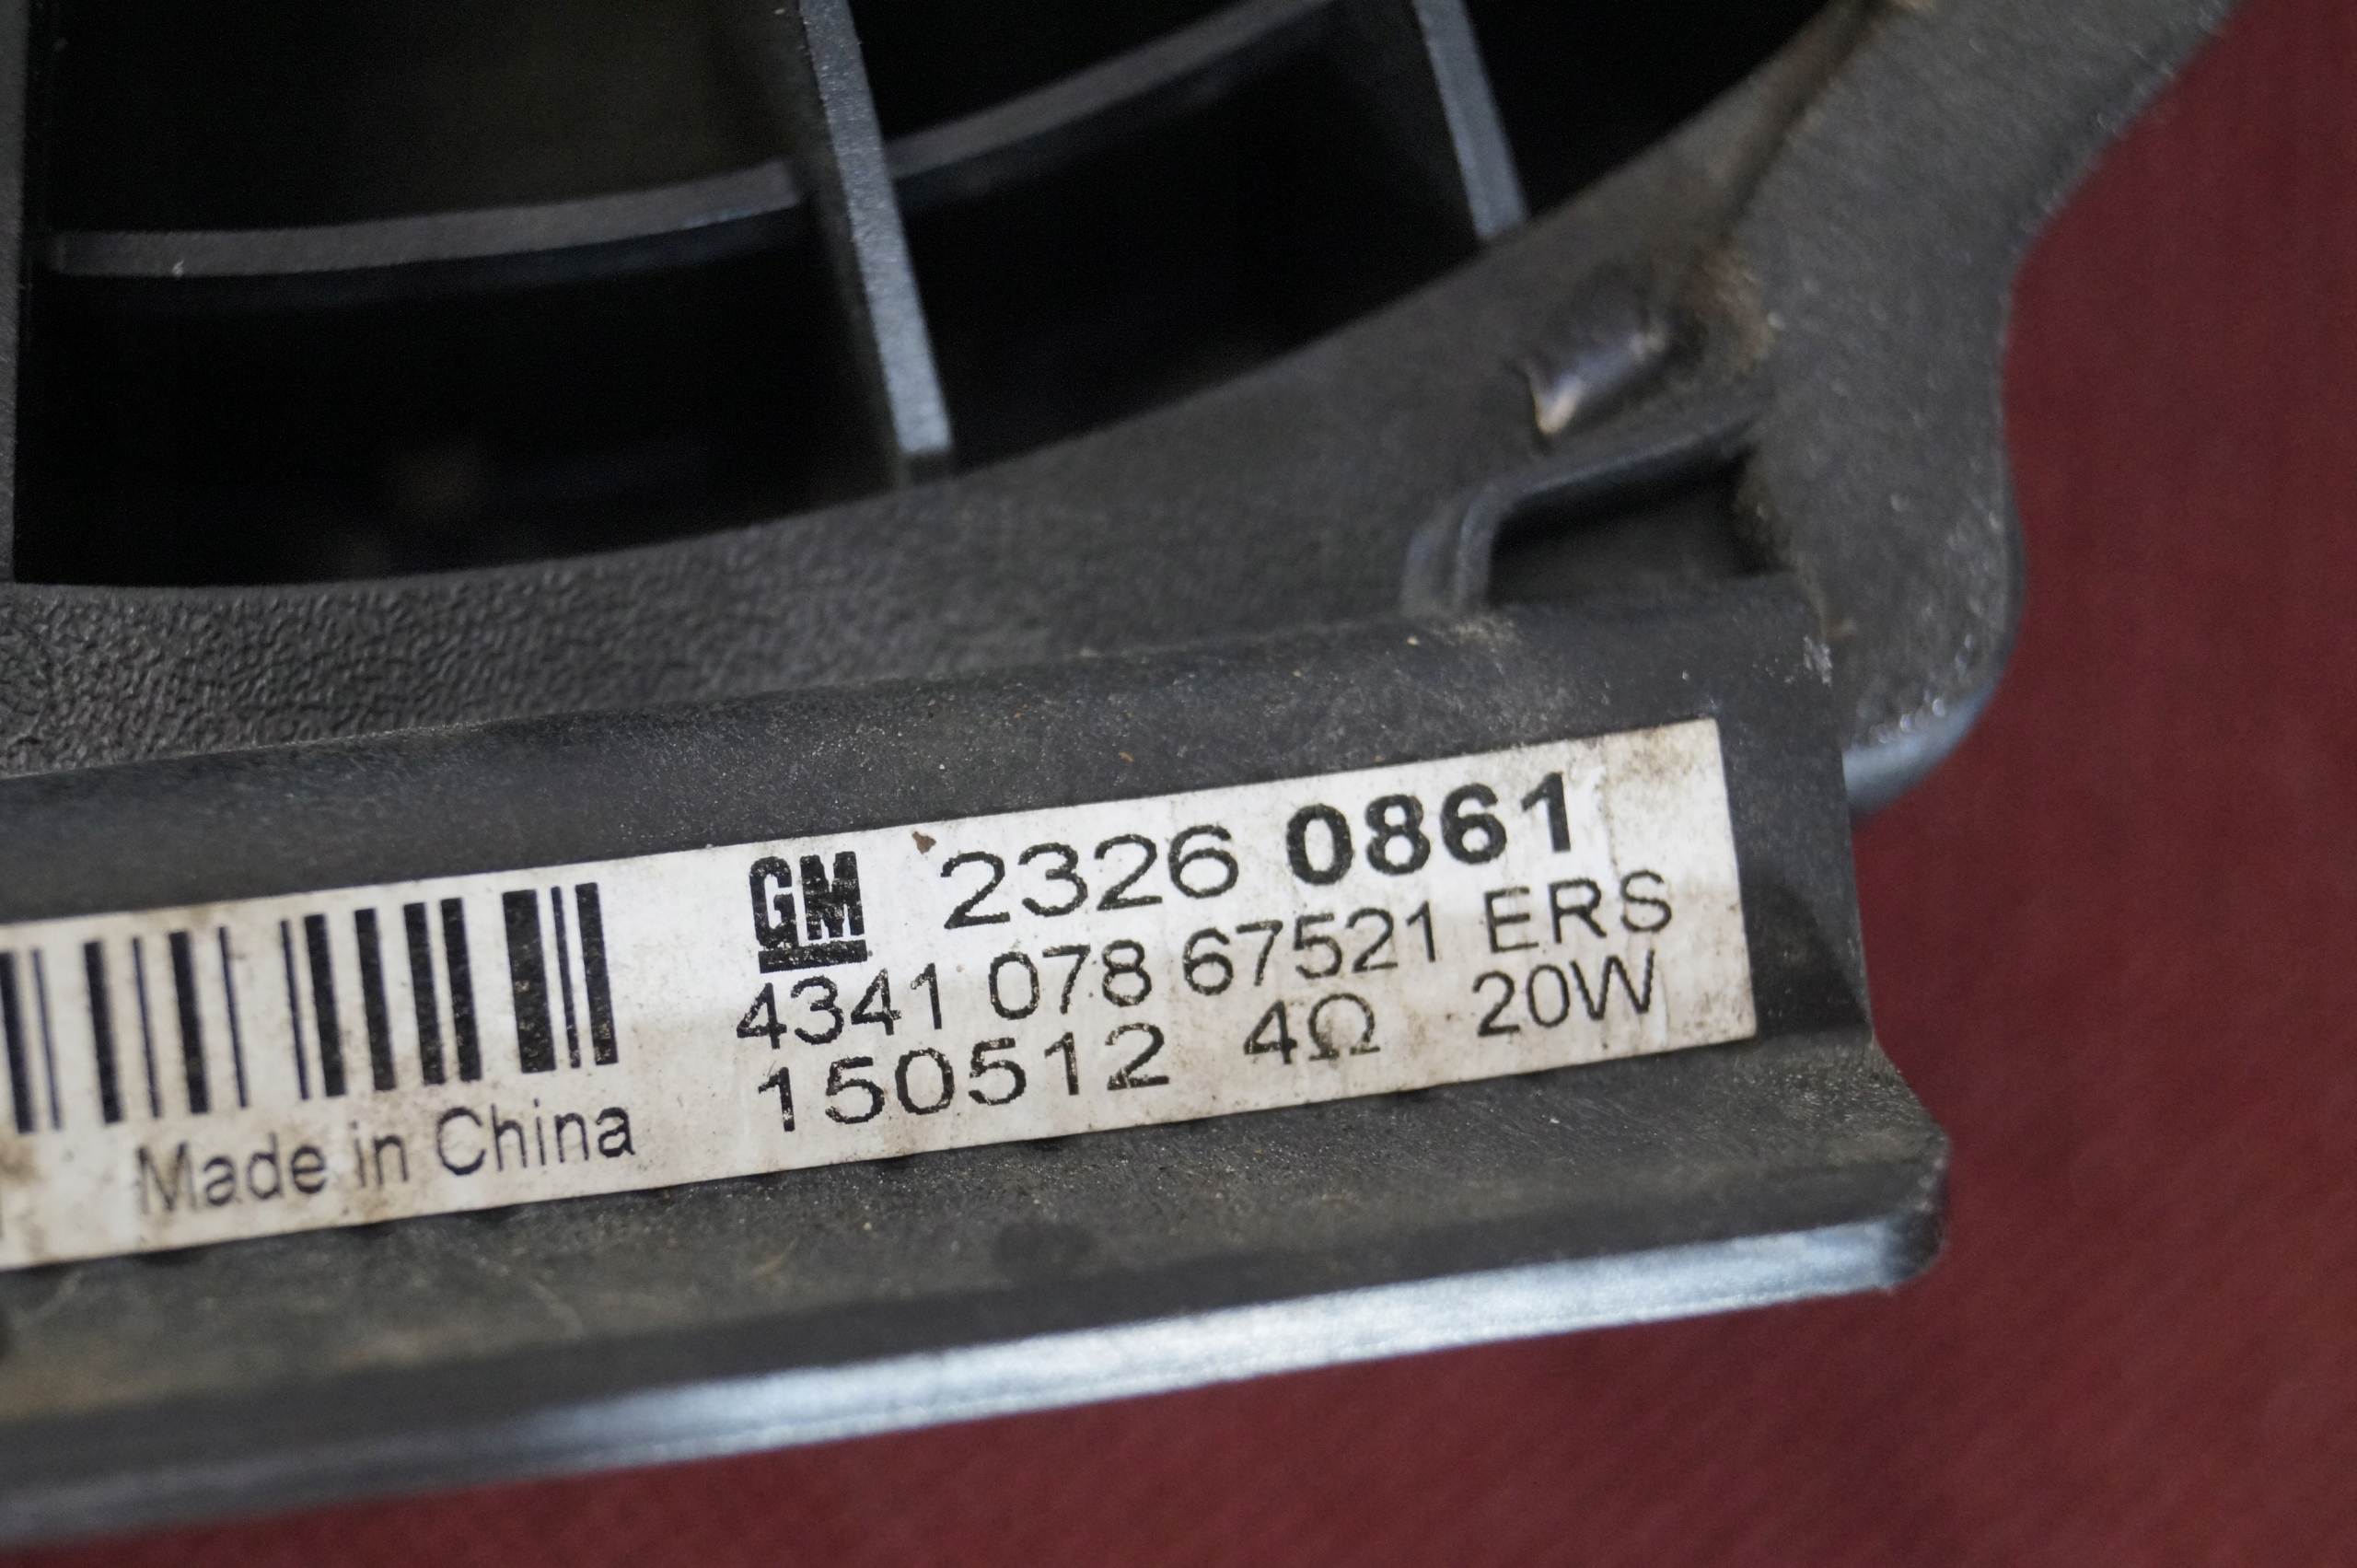 GM 2326 0861
4341 078 67521 ERS
150512 4Ω 20W
Made in China